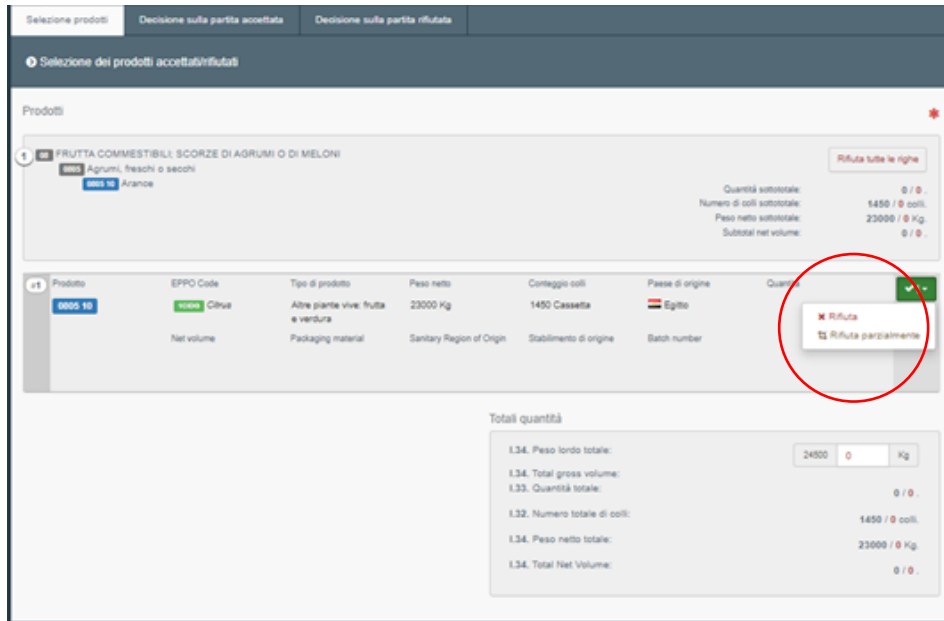 Selezione prodotti Decisione sulla partita accettata Decisione sulla partita rifiutata
Selezione dei prodotti accettati/rifiutati
Prodotti *
1 08 FRUTTA COMMESTIBILI; SCORZE DI AGRUMI O DI MELONI
0805 Agrumi, freschi o secchi
0805 10 Arance
Rifiuta tutte le righe
Quantità sottototale: 0 / 0 .
Numero di colli sottototale: 1450 / 0 colli.
Peso netto sottototale: 23000 / 0 Kg.
Subtotal net volume: 0 / 0 .
#1 Prodotto EPPO Code Tipo di prodotto Peso netto Conteggio colli Paese di origine Quantità
0805 10 Citrus Altre piante vive: frutta 23000 Kg 1450 Cassetta Egitto
e verdura
Rifiuta
Rifiuta parzialmente
Net volume Packaging material Sanitary Region of Origin Stabilimento di origine Batch number
Totali quantità
I.34. Peso lordo totale: 24500 0 Kg
I.34. Total gross volume:
I.33. Quantità totale: 0 / 0 .
I.32. Numero totale di colli: 1450 / 0 colli.
I.34. Peso netto totale: 23000 / 0 Kg.
I.34. Total Net Volume: 0 / 0 .